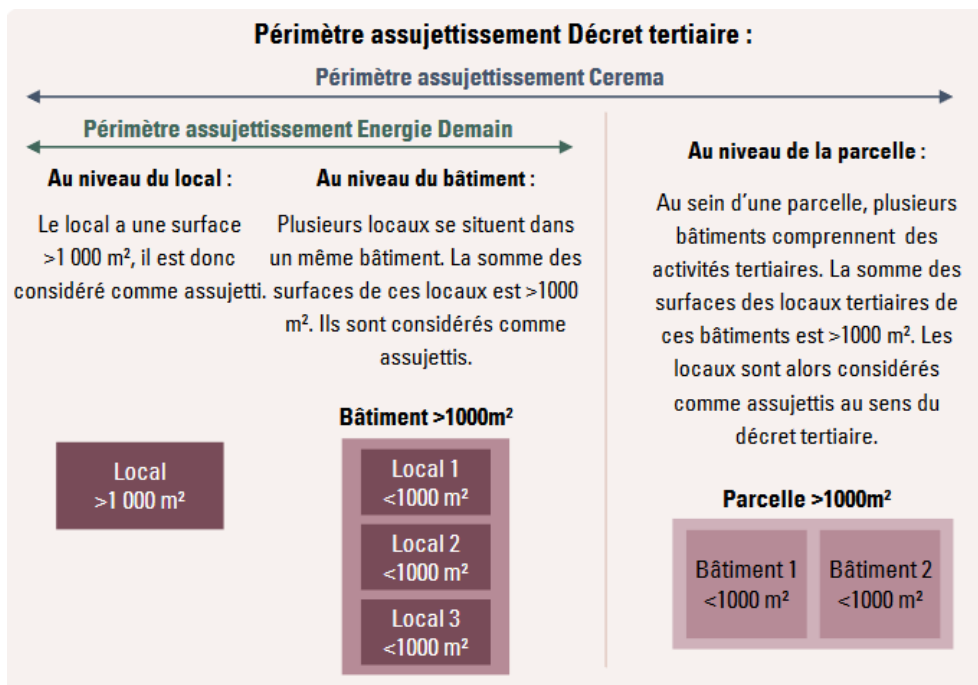 Périmètre assujettissement Décret tertiaire :
Périmètre assujettissement Cerema
Périmètre assujettissement Energie Demain
Au niveau du local :
Le local a une surface
>1 000 m², il est donc
considéré comme assujetti.
Local
>1 000 m²
Au niveau du bâtiment :
Plusieurs locaux se situent dans
un même bâtiment. La somme des
surfaces de ces locaux est >1000
m². Ils sont considérés comme
assujettis.
Bâtiment >1000m²
Local 1
<1000 m²
Local 2
<1000 m²
Local 3
<1000 m²
Au niveau de la parcelle :
Au sein d’une parcelle, plusieurs
bâtiments comprennent des
activités tertiaires. La somme des
surfaces des locaux tertiaires de
ces bâtiments est >1000 m². Les
locaux sont alors considérés
comme assujettis au sens du
décret tertiaire.
Parcelle >1000m²
Bâtiment 1
<1000 m²
Bâtiment 2
<1000 m²